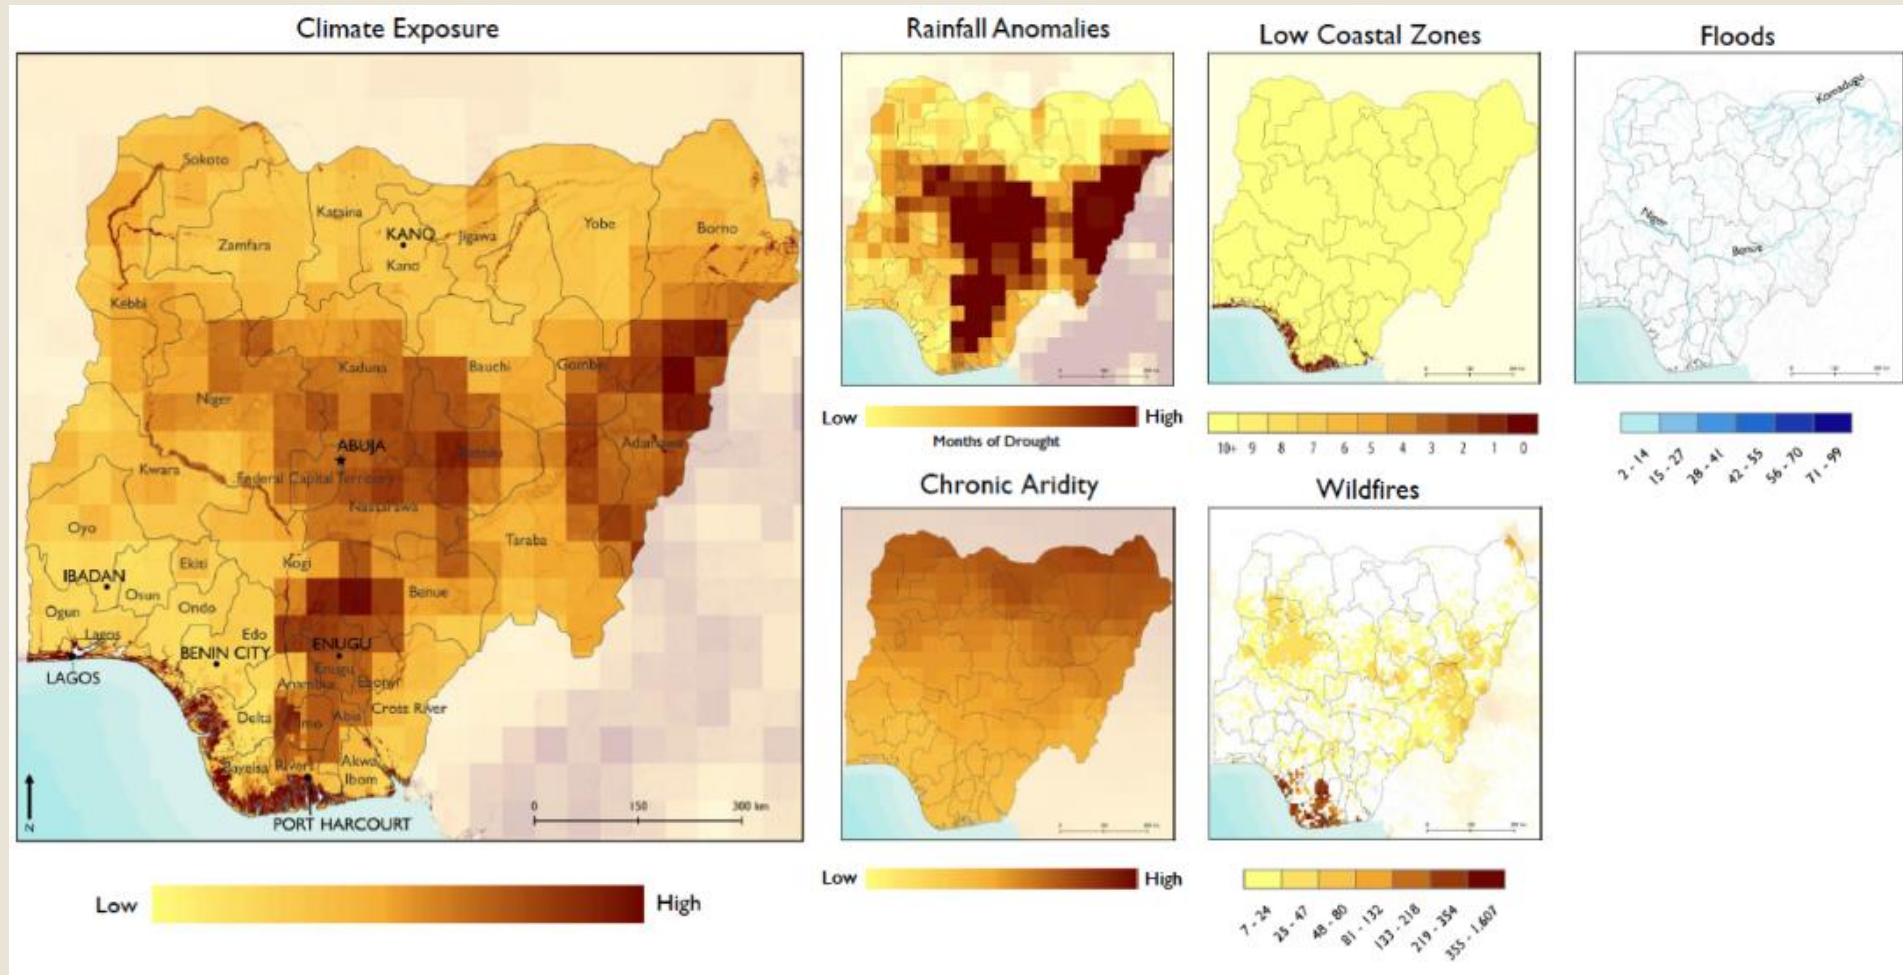 Climate Exposure
Sokoto
Katsina
KANO
Jigawa
Yobe
Borno
Zamfara
Kano
Kebbi
Kaduna
Bauchi
Gombe
Niger
ABUJA
Adamawa
Kwara
Federal Capital Territory
Nassarawa
Oyo
Taraba
Ekiti
Kogi
IBADAN
Osun
Benue
Ogun
Ondo
Lagos
Edo
ENUGU
BENIN CITY
Enugu
LAGOS
Anambra
Ebonyi
Cross River
Delta
Imo
Abia
Bayelsa
Rivers
Akwa
Ibom
N
0 150 300 km
PORT HARCOURT
Low
High
Rainfall Anomalies
Low
High
Months of Drought
Low Coastal Zones
10+ 9 8 7 6 5 4 3 2 1 0
Floods
Komadugu
Niger
Benue
2 - 14
15 - 27
28 - 41
42 - 55
56 - 70
71 - 99
Chronic Aridity
Low
High
Wildfires
7 - 24
25 - 47
48 - 80
81 - 132
133 - 218
219 - 354
355 - 1,607